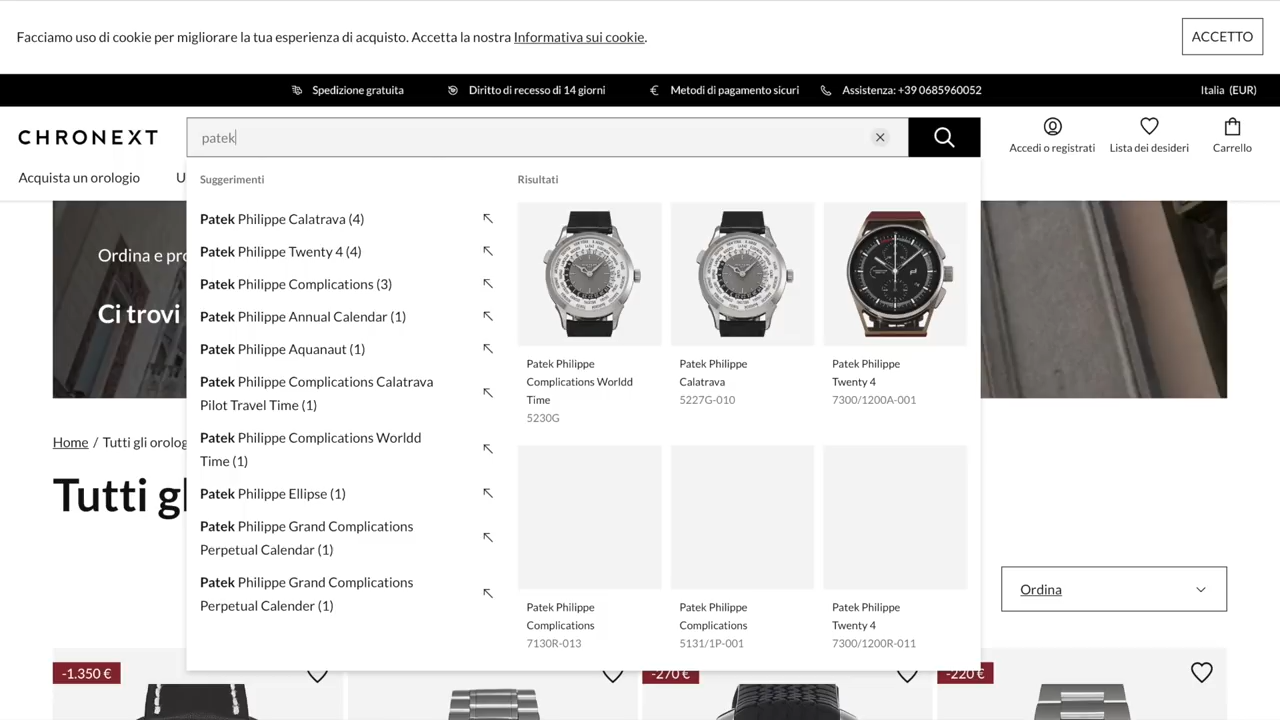 Facciamo uso di cookie per migliorare la tua esperienza di acquisto. Accetta la nostra Informativa sui cookie.
ACCETTO
Spedizione gratuita
Diritto di recesso di 14 giorni
Metodi di pagamento sicuri
Assistenza: +39 0685960052
Italia (EUR)
CHRONEXT
patek
Accedi o registrati
Lista dei desideri
Carrello
Acquista un orologio
U
Suggerimenti
Patek Philippe Calatrava (4)
Patek Philippe Twenty 4 (4)
Patek Philippe Complications (3)
Patek Philippe Annual Calendar (1)
Patek Philippe Aquanaut (1)
Patek Philippe Complications Calatrava
Pilot Travel Time (1)
Patek Philippe Complications Worldd
Time (1)
Patek Philippe Ellipse (1)
Patek Philippe Grand Complications
Perpetual Calendar (1)
Patek Philippe Grand Complications
Perpetual Calender (1)
Risultati
Patek Philippe
Complications Worldd
Time
5230G
Patek Philippe
Calatrava
5227G-010
Patek Philippe
Twenty 4
7300/1200A-001
Patek Philippe
Complications
7130R-013
Patek Philippe
Complications
5131/1P-001
Patek Philippe
Twenty 4
7300/1200R-011
Ordina e pro
Ci trovi
Home / Tutti gli orolog
Tutti gl
Ordina
-1.350 €
-270 €
-220 €